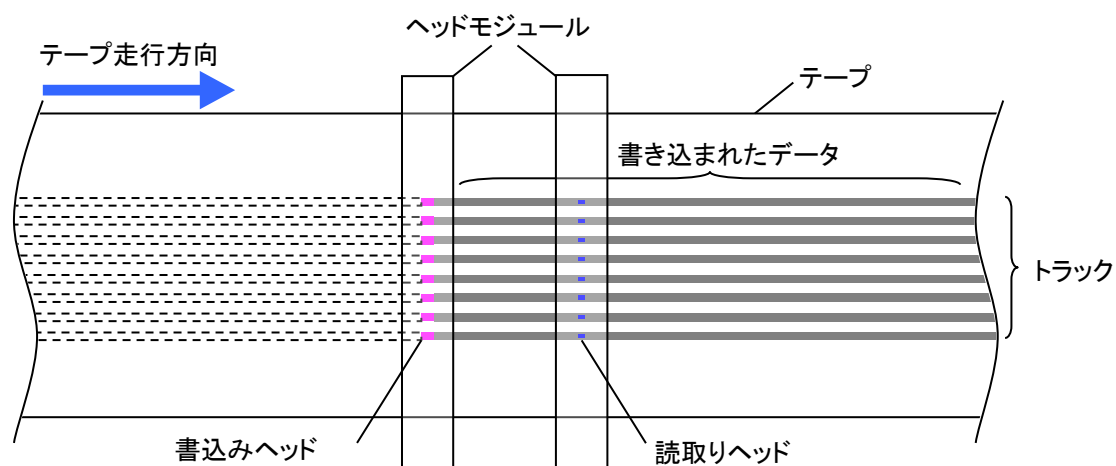 ヘッドモジュール
テープ走行方向
テープ
書き込まれたデータ
トラック
書込みヘッド
読取りヘッド